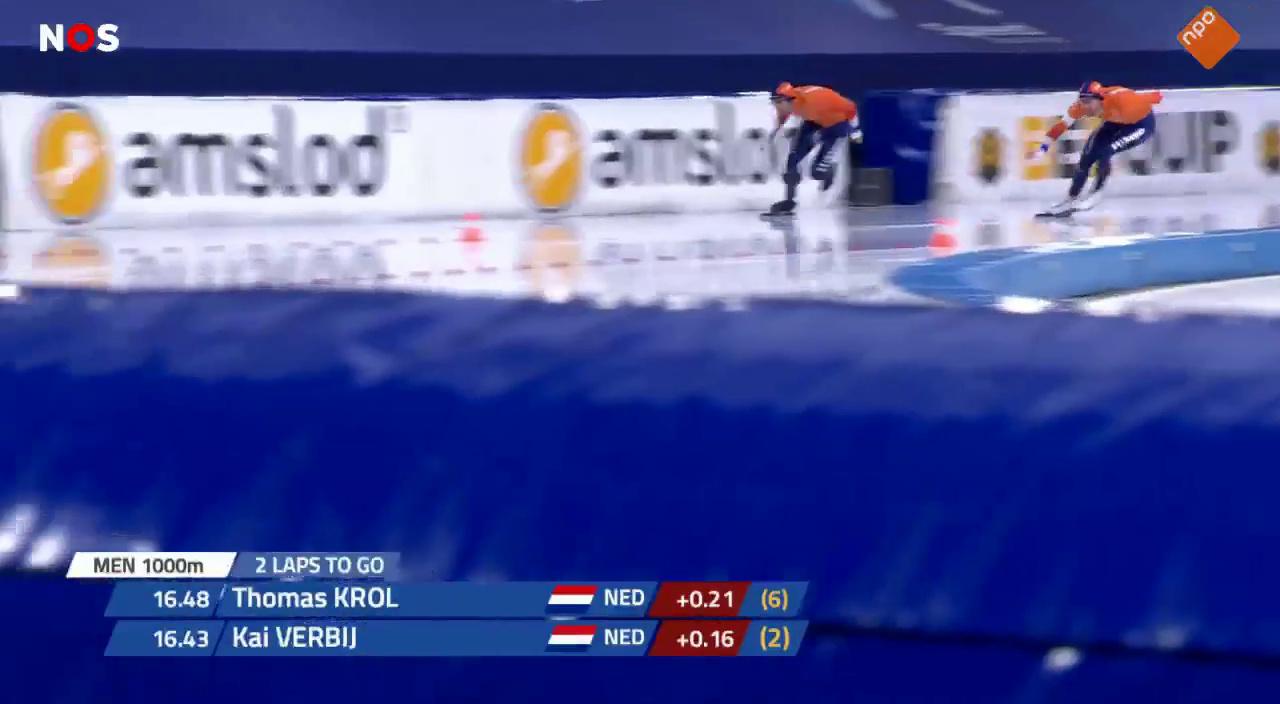 NOS
npo
amslod
amslod
MEN 1000m 2 LAPS TO GO
16.48 Thomas KROL NED +0.21 (6)
16.43 Kai VERBIJ NED +0.16 (2)